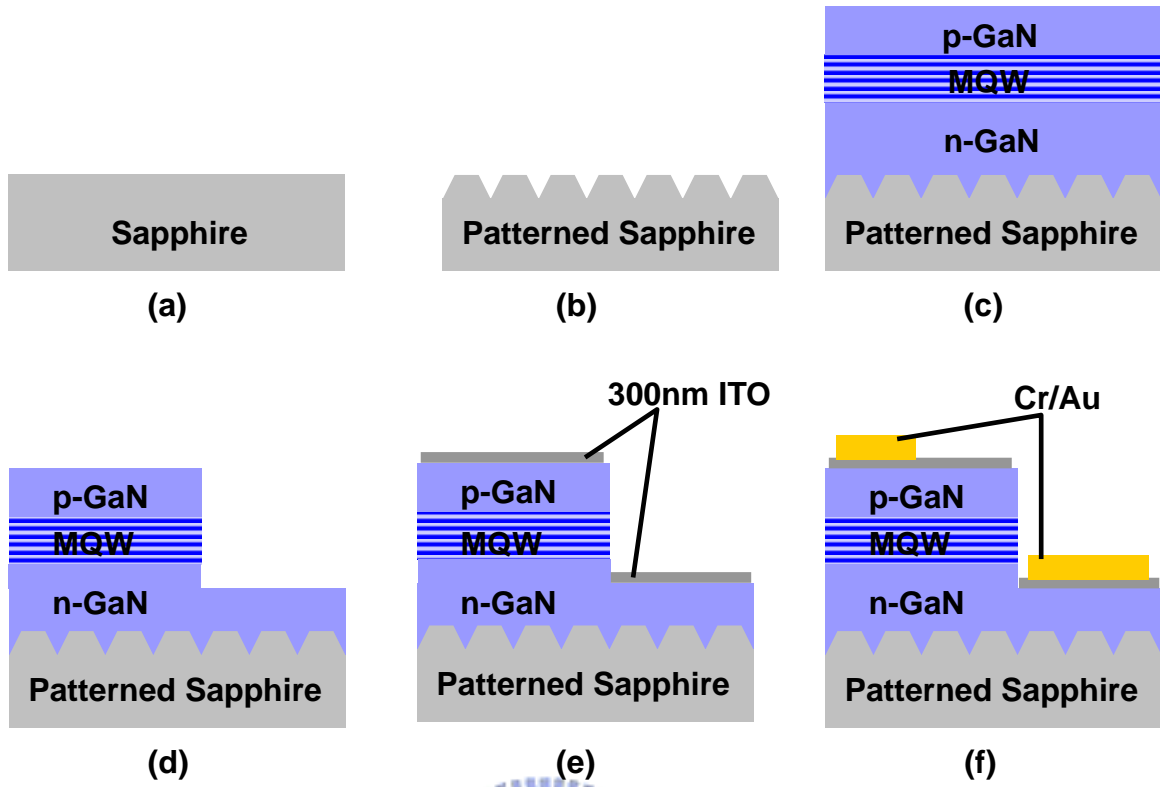 Sapphire
(a)
Patterned Sapphire
(b)
p-GaN
MQW
n-GaN
Patterned Sapphire
(c)
p-GaN
MQW
n-GaN
Patterned Sapphire
(d)
300nm ITO
p-GaN
MQW
n-GaN
Patterned Sapphire
(e)
Cr/Au
p-GaN
MQW
n-GaN
Patterned Sapphire
(f)